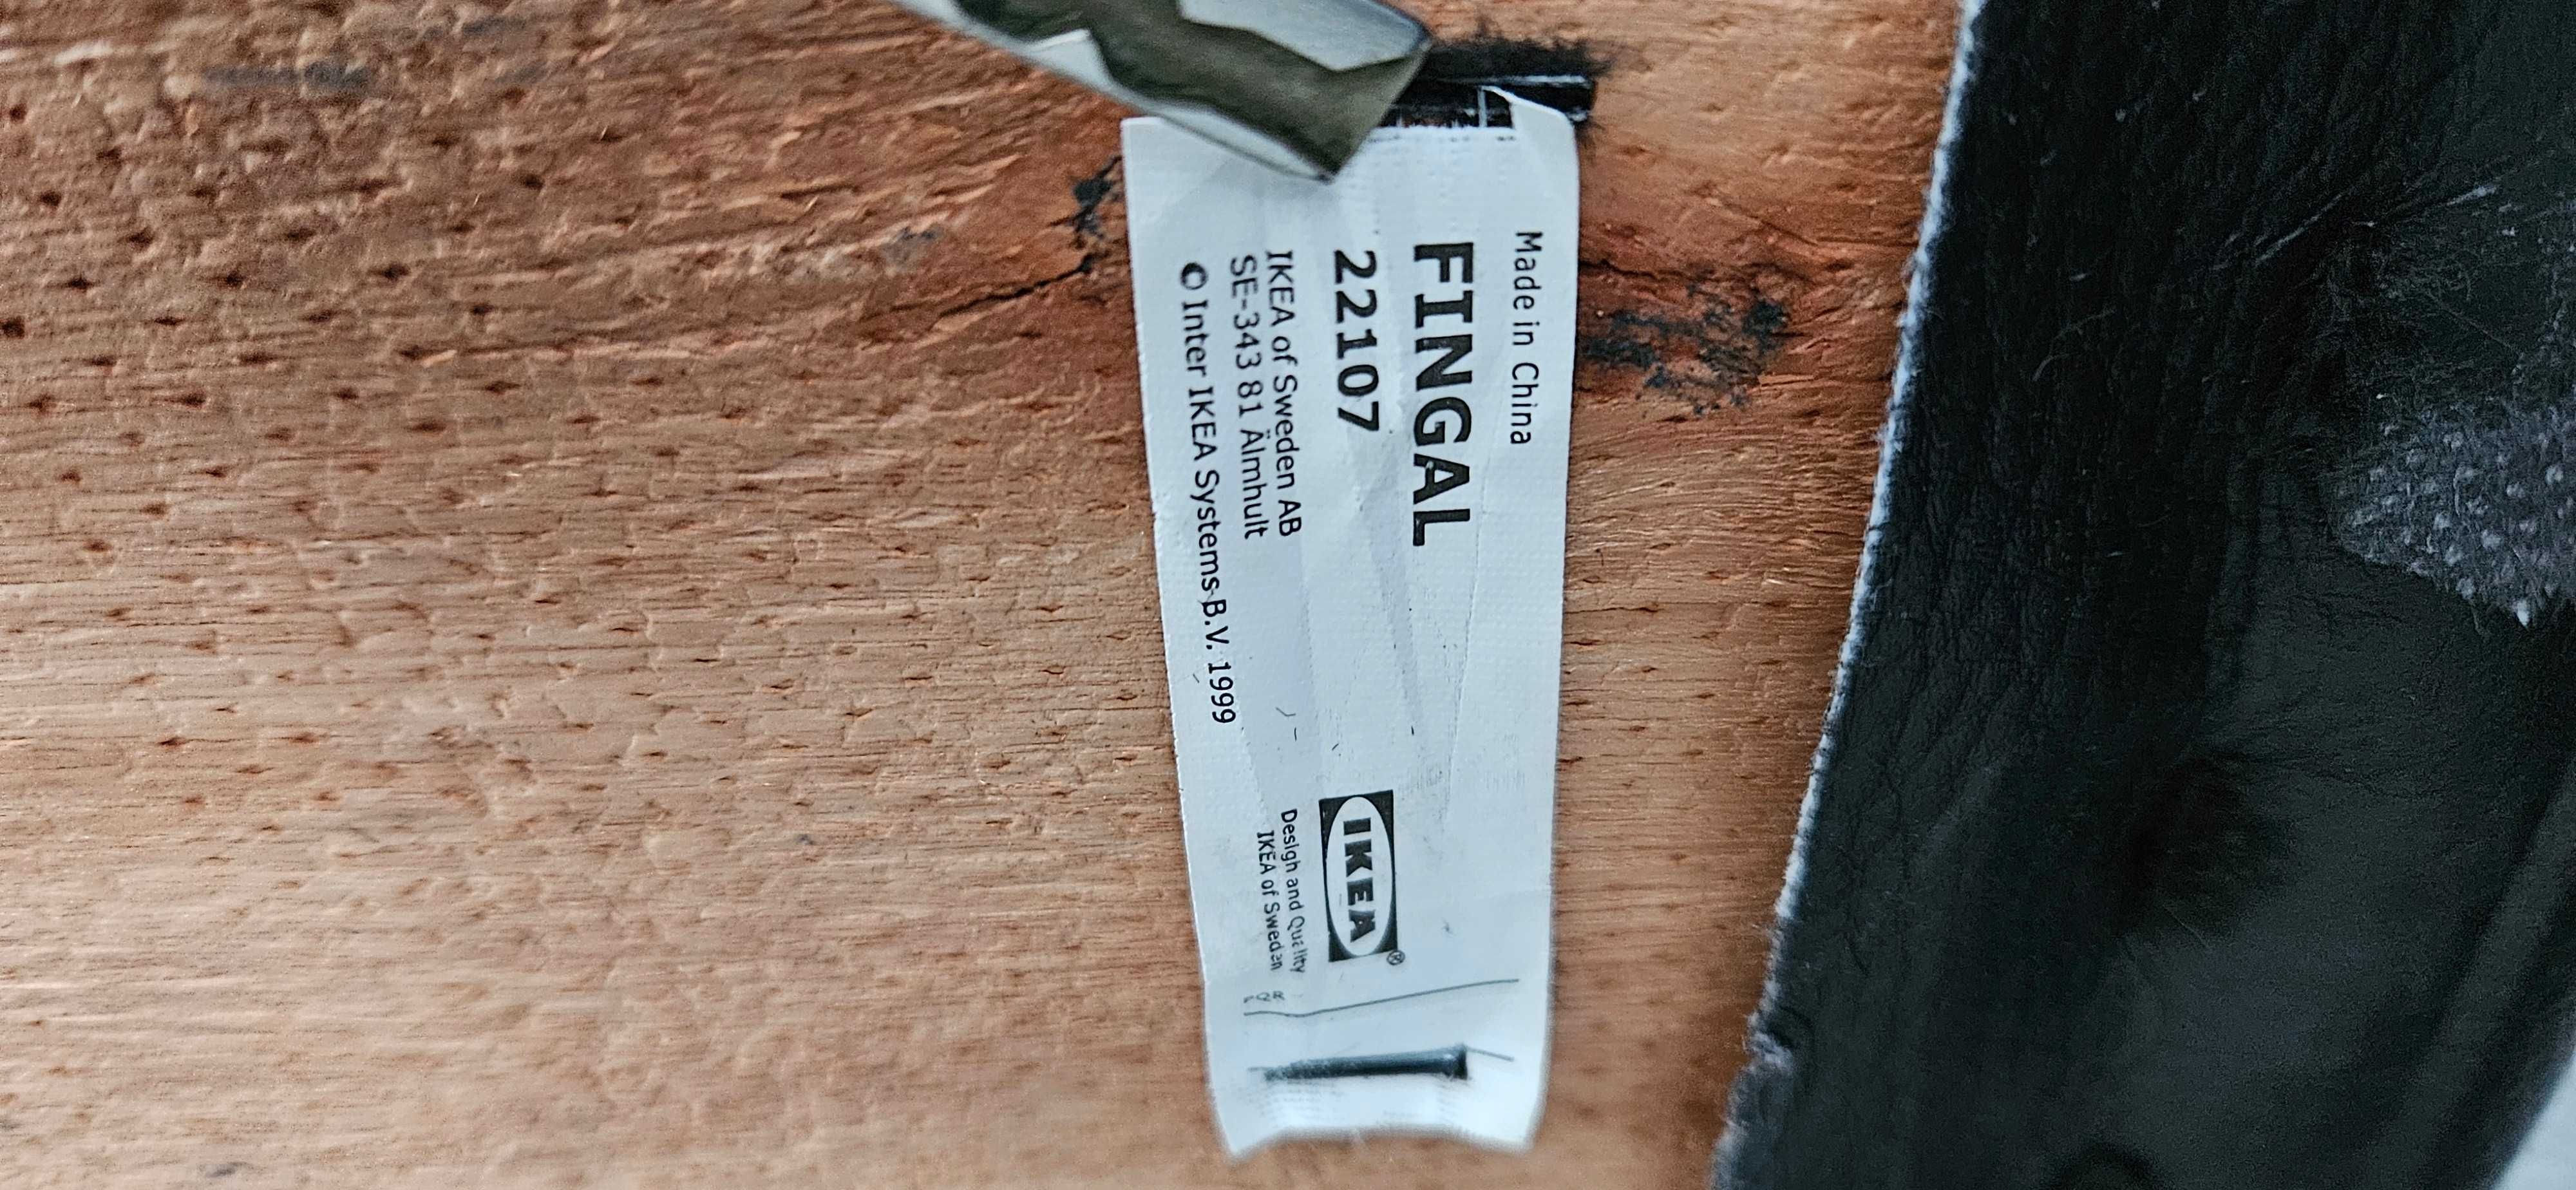 Made in China
FINGAL
22107
IKEA of Sweden AB
SE-343 81 Älmhult
© Inter IKEA Systems B.V. 1999
IKEA®
Design and Quality
IKEA of Sweden